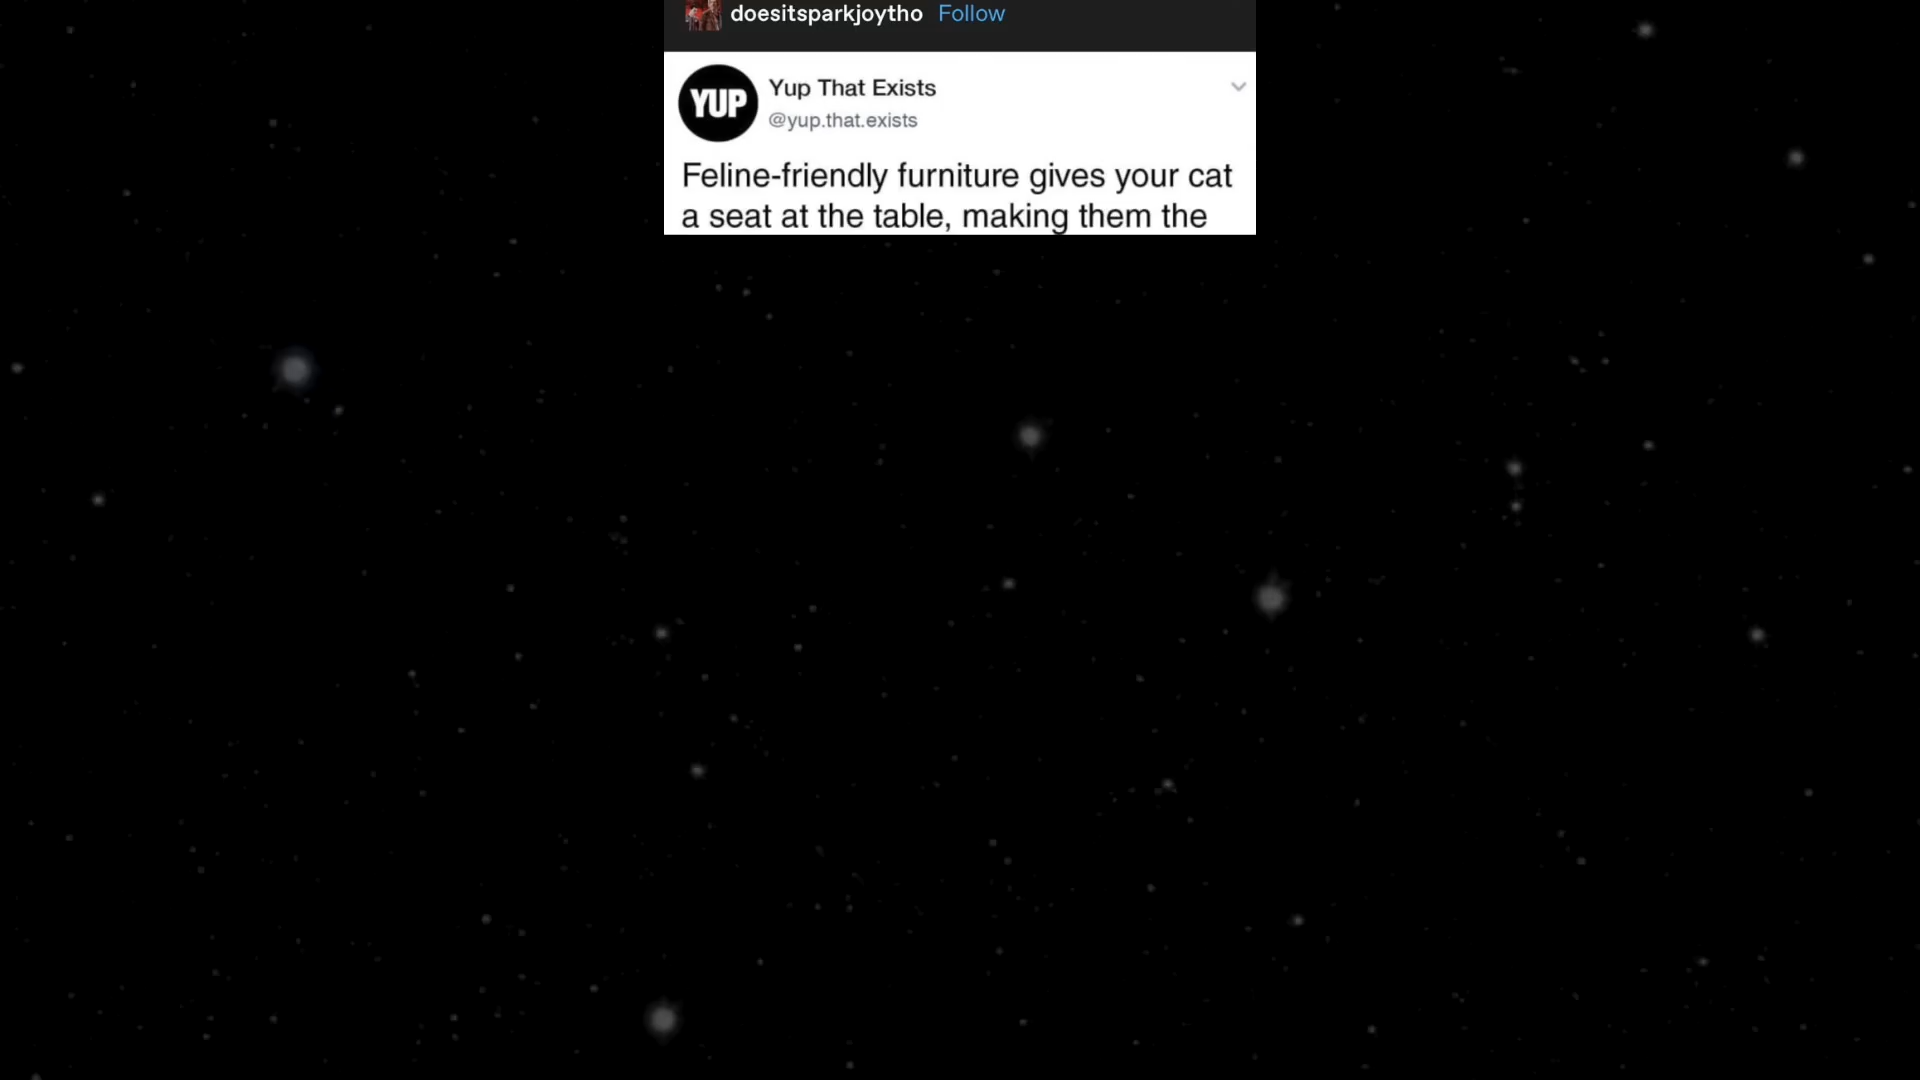 doesitsparkjoytho Follow
YUP
Yup That Exists
@yup.that.exists
Feline-friendly furniture gives your cat
a seat at the table, making them the